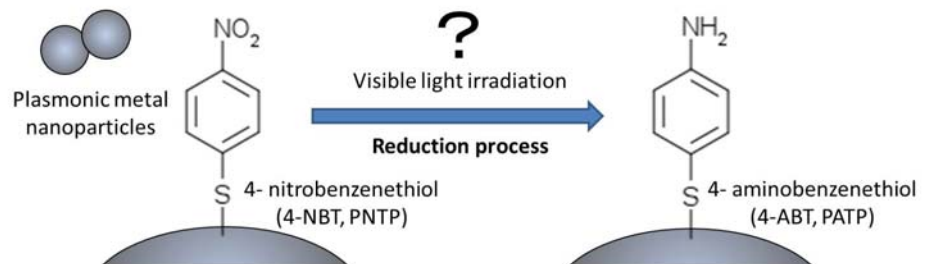 NO2
?
NH2
Visible light irradiation
Plasmonic metal
nanoparticles
Reduction process
S
4- nitrobenzenethiol
(4-NBT, PNTP)
S
4- aminobenzenethiol
(4-ABT, PATP)